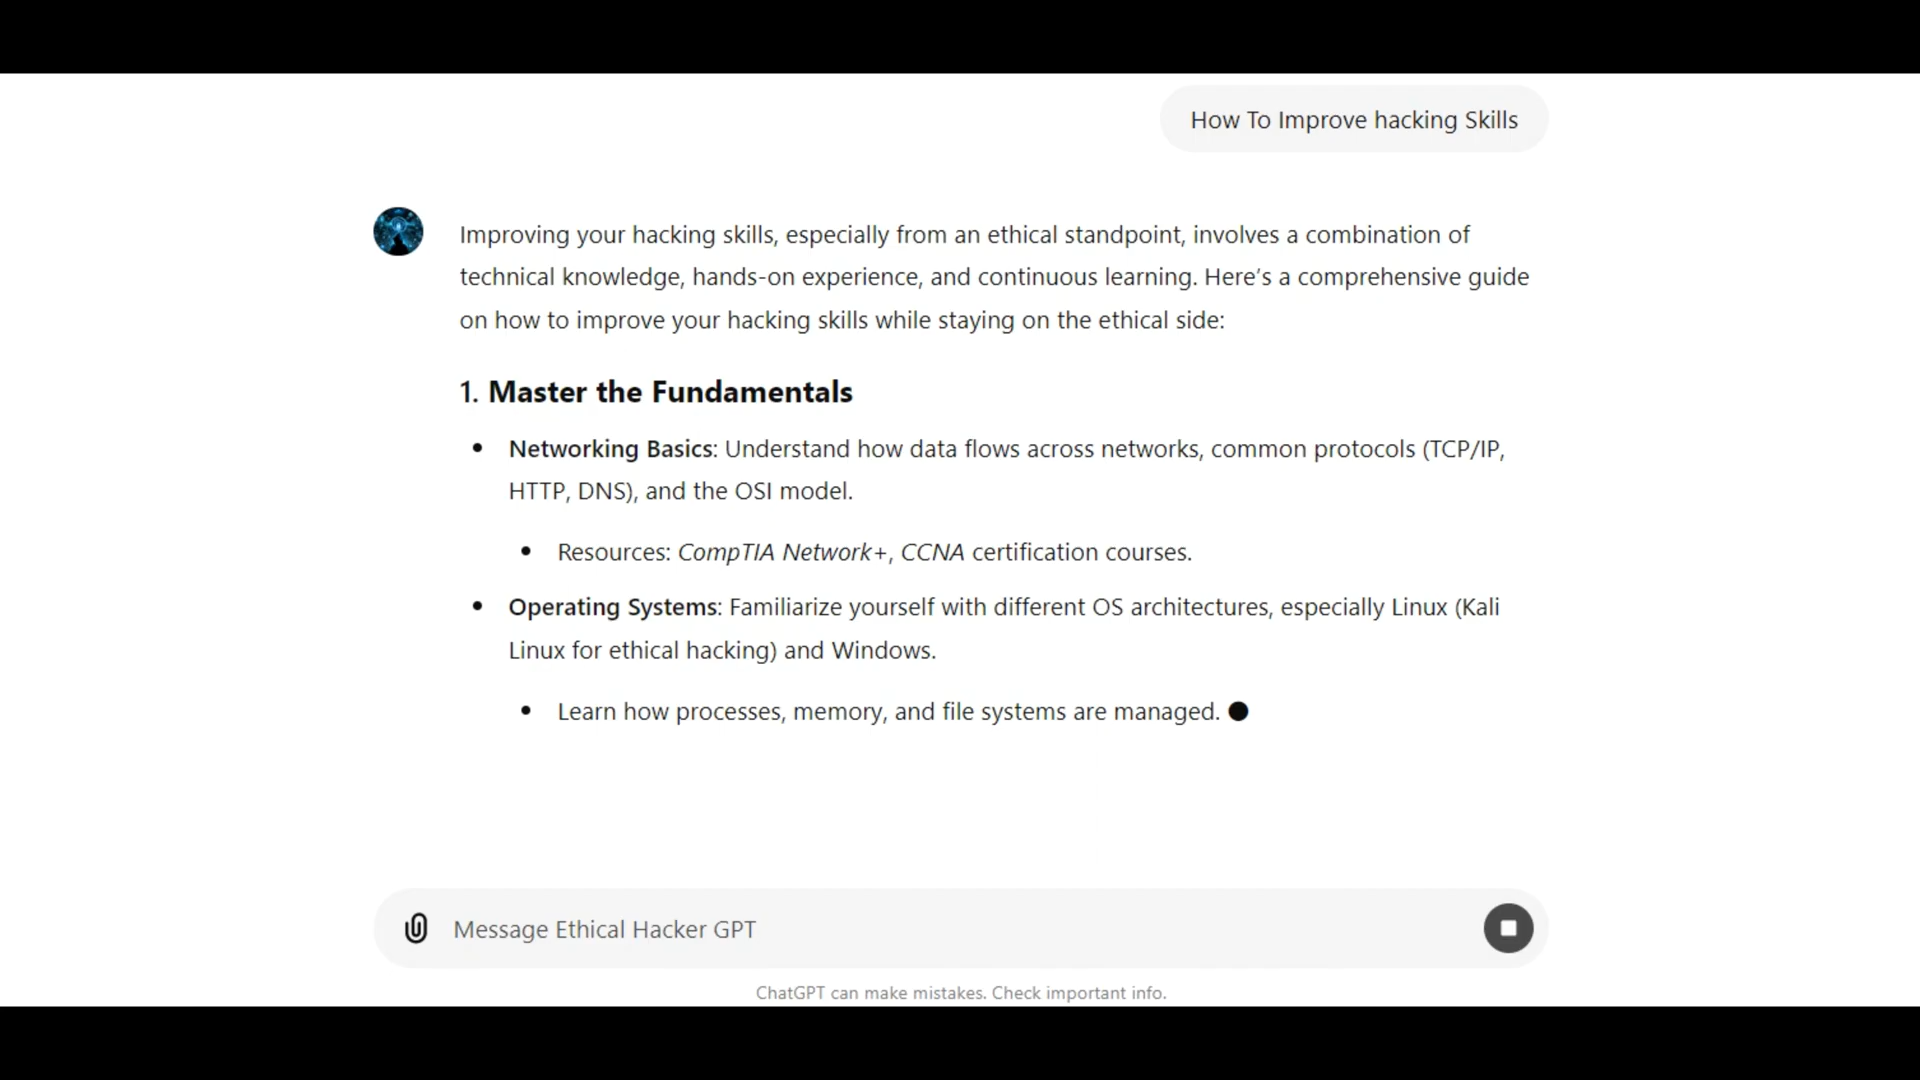 How To Improve hacking Skills
Improving your hacking skills, especially from an ethical standpoint, involves a combination of
technical knowledge, hands-on experience, and continuous learning. Here’s a comprehensive guide
on how to improve your hacking skills while staying on the ethical side:
1. Master the Fundamentals
• Networking Basics: Understand how data flows across networks, common protocols (TCP/IP,
HTTP, DNS), and the OSI model.
• Resources: CompTIA Network+, CCNA certification courses.
• Operating Systems: Familiarize yourself with different OS architectures, especially Linux (Kali
Linux for ethical hacking) and Windows.
• Learn how processes, memory, and file systems are managed.
Message Ethical Hacker GPT
ChatGPT can make mistakes. Check important info.